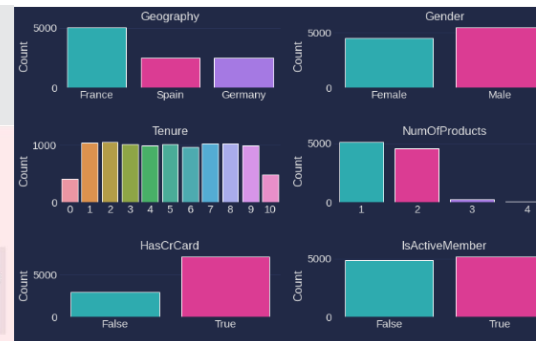 Geography
Count
5000
0
France Spain Germany
Gender
Count
5000
0
Female Male
Tenure
Count
1000
0
0 1 2 3 4 5 6 7 8 9 10
NumOfProducts
Count
5000
0
1 2 3 4
HasCrCard
Count
5000
0
False True
IsActiveMember
Count
5000
0
False True